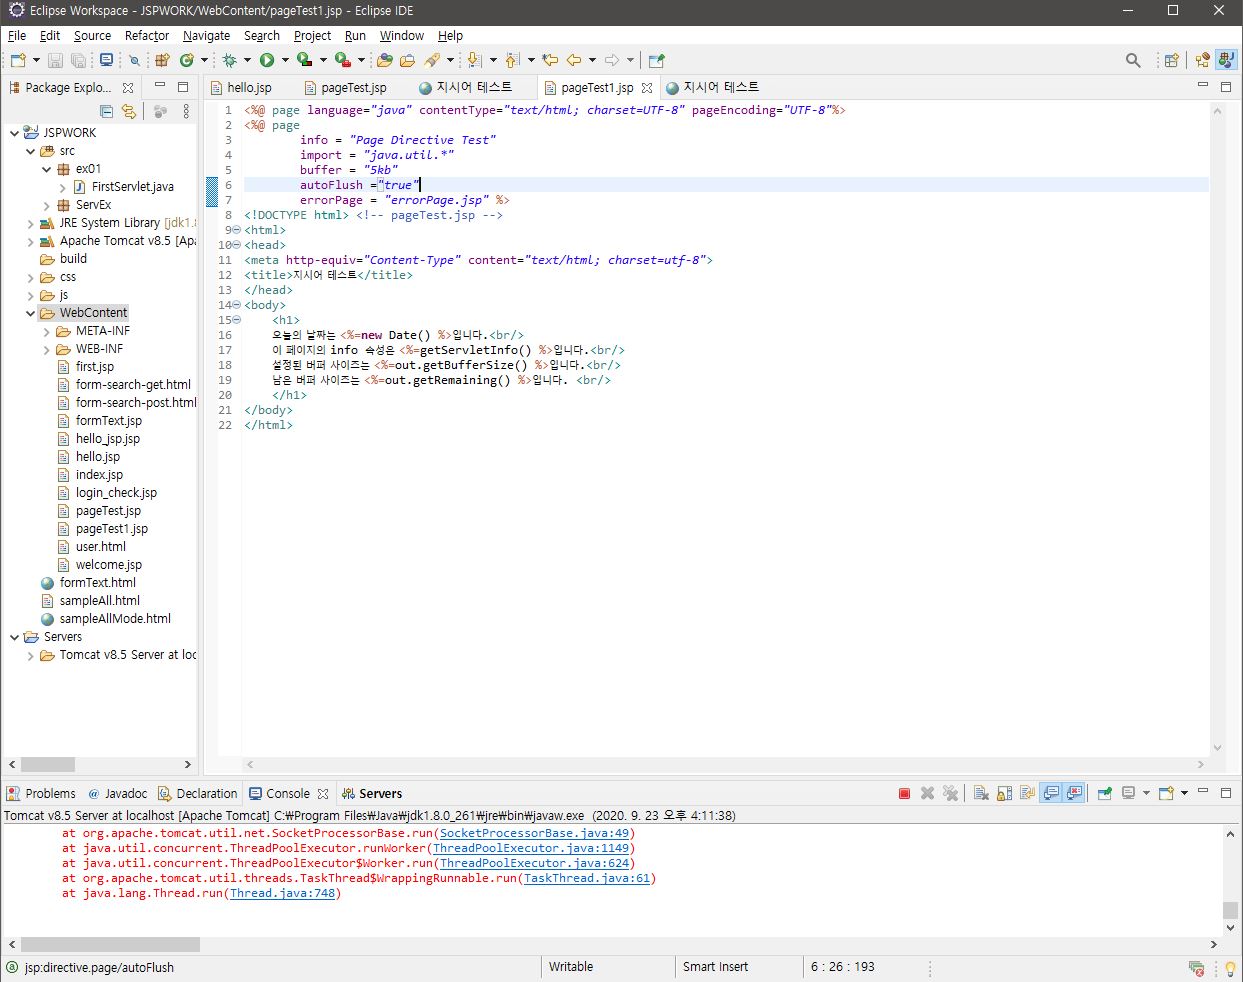 Eclipse Workspace - JSPWORK/WebContent/pageTest1.jsp - Eclipse IDE
File Edit Source Refactor Navigate Search Project Run Window Help
Package Explo...
hello.jsp pageTest.jsp 지시어 테스트 pageTest1.jsp 지시어 테스트
JSPWORK
src
ex01
FirstServlet.java
ServEx
JRE System Library [jdk1.8
Apache Tomcat v8.5 [Apa
build
css
js
WebContent
META-INF
WEB-INF
first.jsp
form-search-get.html
form-search-post.html
formText.jsp
hello_jsp.jsp
hello.jsp
index.jsp
login_check.jsp
pageTest.jsp
pageTest1.jsp
user.html
welcome.jsp
formText.html
sampleAll.html
sampleAllMode.html
Servers
Tomcat v8.5 Server at loc
1 <%@ page language="java" contentType="text/html; charset=UTF-8" pageEncoding="UTF-8"%>
2 <%@ page
3 info = "Page Directive Test"
4 import = "java.util.*"
5 buffer = "5kb"
6 autoFlush ="true"
7 errorPage = "errorPage.jsp" %>
8 <!DOCTYPE html> <!-- pageTest.jsp -->
9 <html>
10 <head>
11 <meta http-equiv="Content-Type" content="text/html; charset=utf-8">
12 <title>지시어 테스트</title>
13 </head>
14 <body>
15 <h1>
16 오늘의 날짜는 <%=new Date() %>입니다.<br/>
17 이 페이지의 info 속성은 <%=getServletInfo() %>입니다.<br/>
18 설정된 버퍼 사이즈는 <%=out.getBufferSize() %>입니다.<br/>
19 남은 버퍼 사이즈는 <%=out.getRemaining() %>입니다. <br/>
20 </h1>
21 </body>
22 </html>
Problems @ Javadoc Declaration Console Servers
Tomcat v8.5 Server at localhost [Apache Tomcat] C:₩Program Files₩Java₩jdk1.8.0_261₩jre₩bin₩javaw.exe (2020. 9. 23 오후 4:11:38)
at org.apache.tomcat.util.net.SocketProcessorBase.run(SocketProcessorBase.java:49)
at java.util.concurrent.ThreadPoolExecutor.runWorker(ThreadPoolExecutor.java:1149)
at java.util.concurrent.ThreadPoolExecutor$Worker.run(ThreadPoolExecutor.java:624)
at org.apache.tomcat.util.threads.TaskThread$WrappingRunnable.run(TaskThread.java:61)
at java.lang.Thread.run(Thread.java:748)
jsp:directive.page/autoFlush Writable Smart Insert 6 : 26 : 193